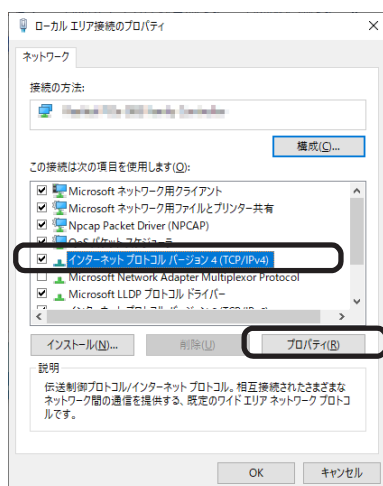 ローカル エリア接続のプロパティ
ネットワーク
接続の方法:
構成(C)...
この接続は次の項目を使用します(O):
Microsoft ネットワーク用クライアント
Microsoft ネットワーク用ファイルとプリンター共有
Npcap Packet Driver (NPCAP)
QoS パケット スケジューラ
インターネット プロトコル バージョン 4 (TCP/IPv4)
Microsoft Network Adapter Multiplexor Protocol
Microsoft LLDP プロトコル ドライバー
インストール(N)...
削除(U)
プロパティ(R)
説明
伝送制御プロトコル/インターネット プロトコル。相互接続されたさまざまな
ネットワーク間の通信を提供する、既定のワイド エリア ネットワーク プロトコ
ルです。
OK
キャンセル